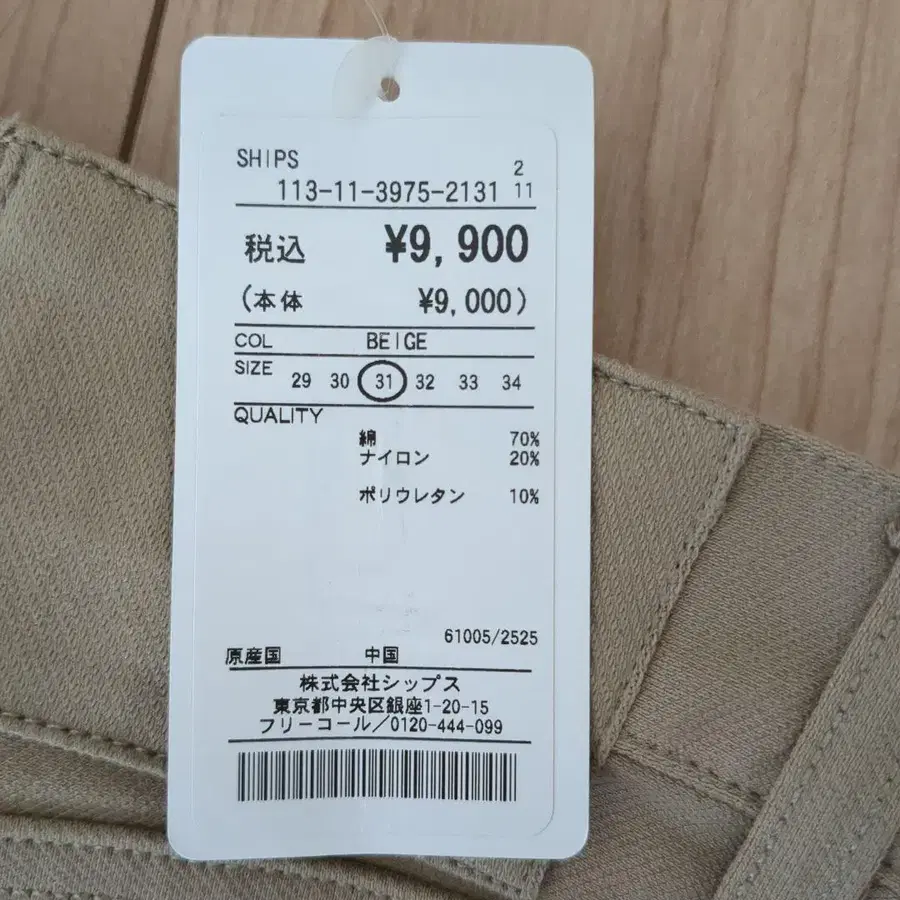 SHIPS
2
113-11-3975-2131 11
税込 ¥9,900
(本体 ¥9,000)
COL BEIGE
SIZE 29 30 31 32 33 34
QUALITY
綿 70%
ナイロン 20%
ポリウレタン 10%
61005/2525
原産国 中国
株式会社シップス
東京都中央区銀座1-20-15
フリーコール/0120-444-099